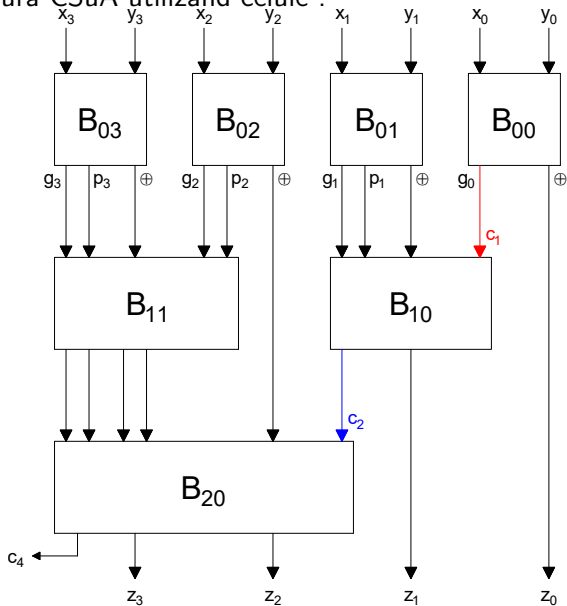 ura CSuA utilizând celule .
x₃ y₃ x₂ y₂ x₁ y₁ x₀ y₀
B₀₃ B₀₂ B₀₁ B₀₀
g₃ p₃ ⊕ g₂ p₂ ⊕ g₁ p₁ ⊕ g₀ ⊕
c₁
B₁₁ B₁₀
c₂
B₂₀
c₄
z₃ z₂ z₁ z₀